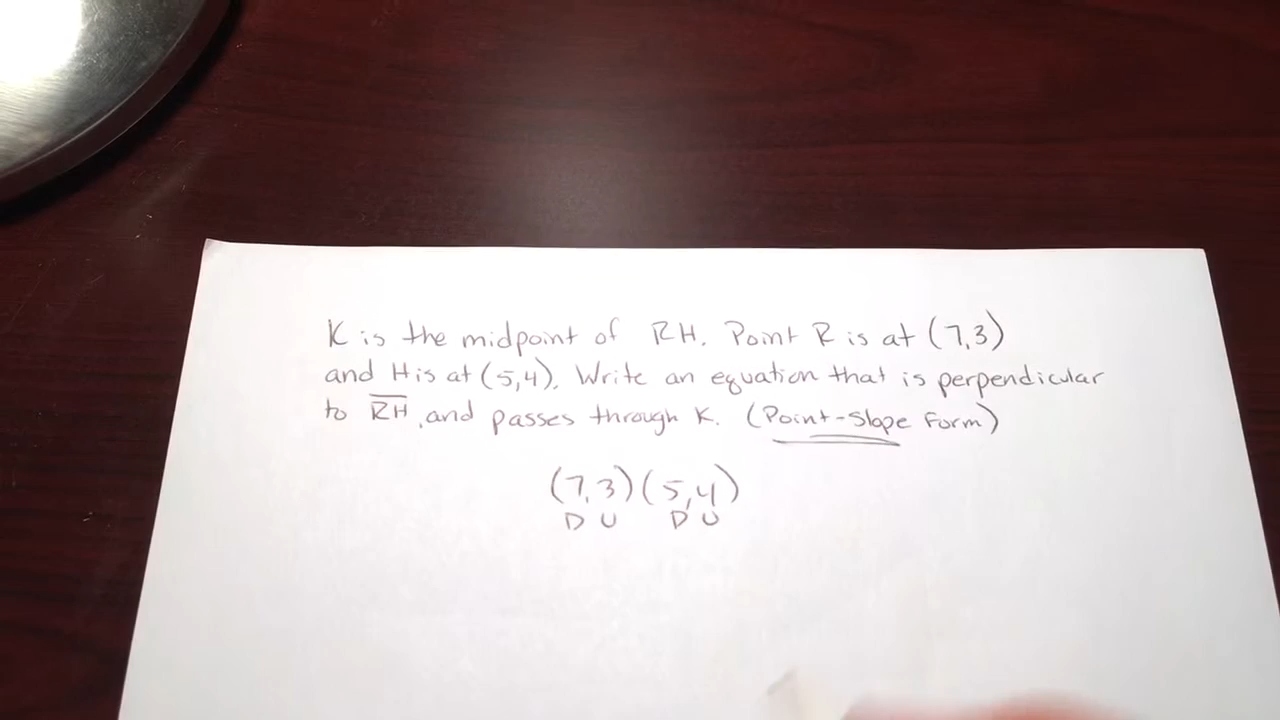 K is the midpoint of RH. Point R is at (7,3)
and H is at (5,4). Write an equation that is perpendicular
to RH, and passes through K. (Point-Slope Form)
(7,3)(5,4)
D U D U